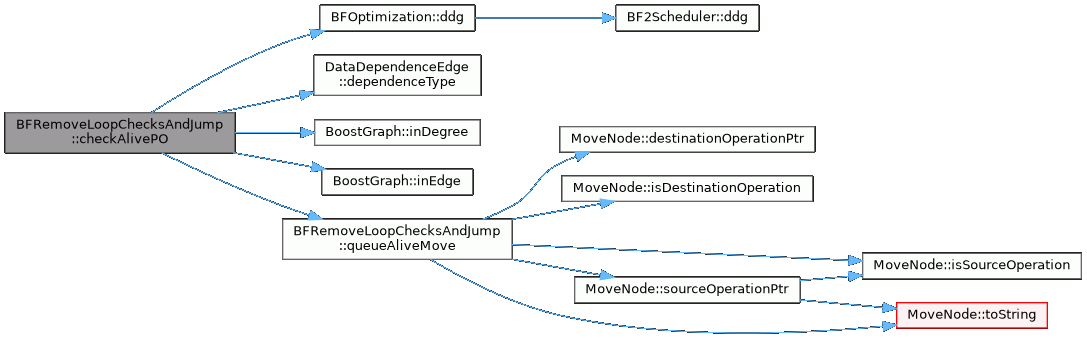 BFOptimization::ddg
BF2Scheduler::ddg
DataDependenceEdge
::dependenceType
BFRemoveLoopChecksAndJump
::checkAlivePO
BoostGraph::inDegree
MoveNode::destinationOperationPtr
BoostGraph::inEdge
MoveNode::isDestinationOperation
BFRemoveLoopChecksAndJump
::queueAliveMove
MoveNode::isSourceOperation
MoveNode::sourceOperationPtr
MoveNode::toString